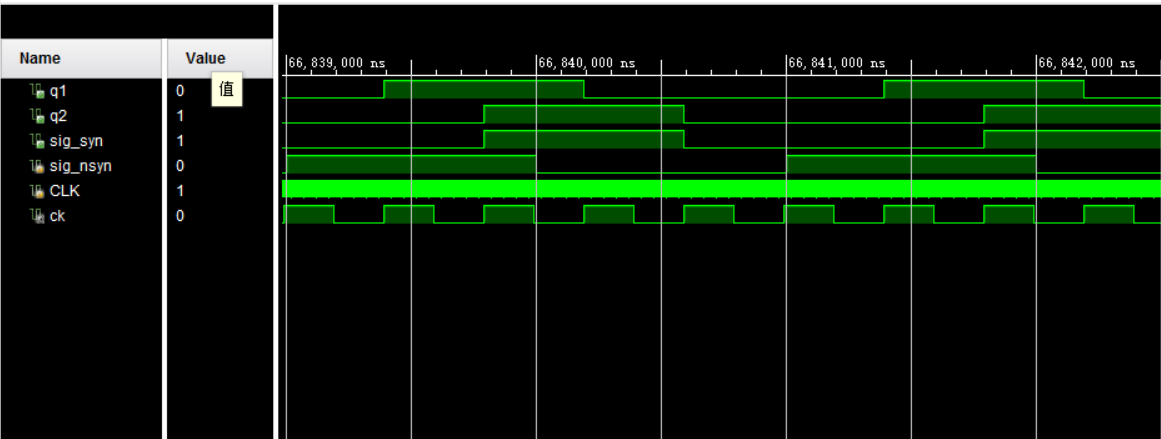 Name Value
66,839,000 ns 66,840,000 ns 66,841,000 ns 66,842,000 ns
q1 0
值
q2 1
sig_syn 1
sig_nsyn 0
CLK 1
ck 0